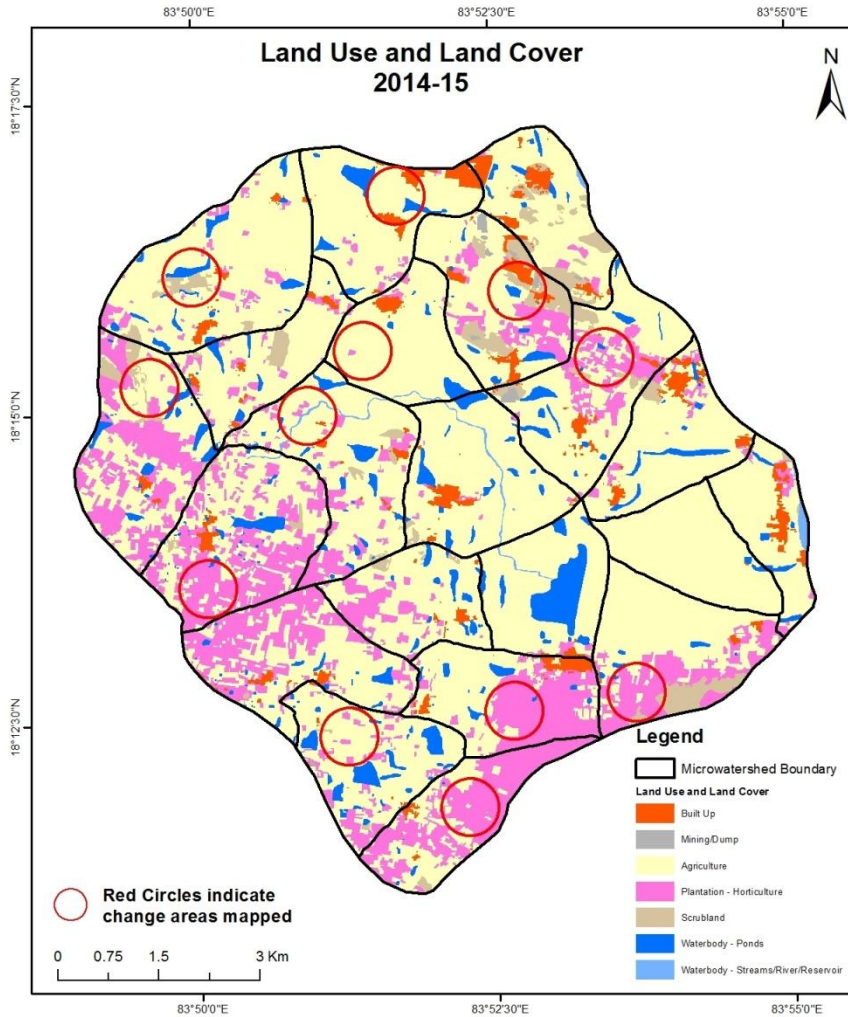 83°50'0"E
83°52'30"E
83°55'0"E
Land Use and Land Cover
2014-15
N
18°17'30"N
18°15'0"N
18°12'30"N
Legend
Microwatershed Boundary
Land Use and Land Cover
Built Up
Mining/Dump
Agriculture
Plantation - Horticulture
Scrubland
Waterbody - Ponds
Waterbody - Streams/River/Reservoir
Red Circles indicate
change areas mapped
0 0.75 1.5 3 Km
83°50'0"E
83°52'30"E
83°55'0"E